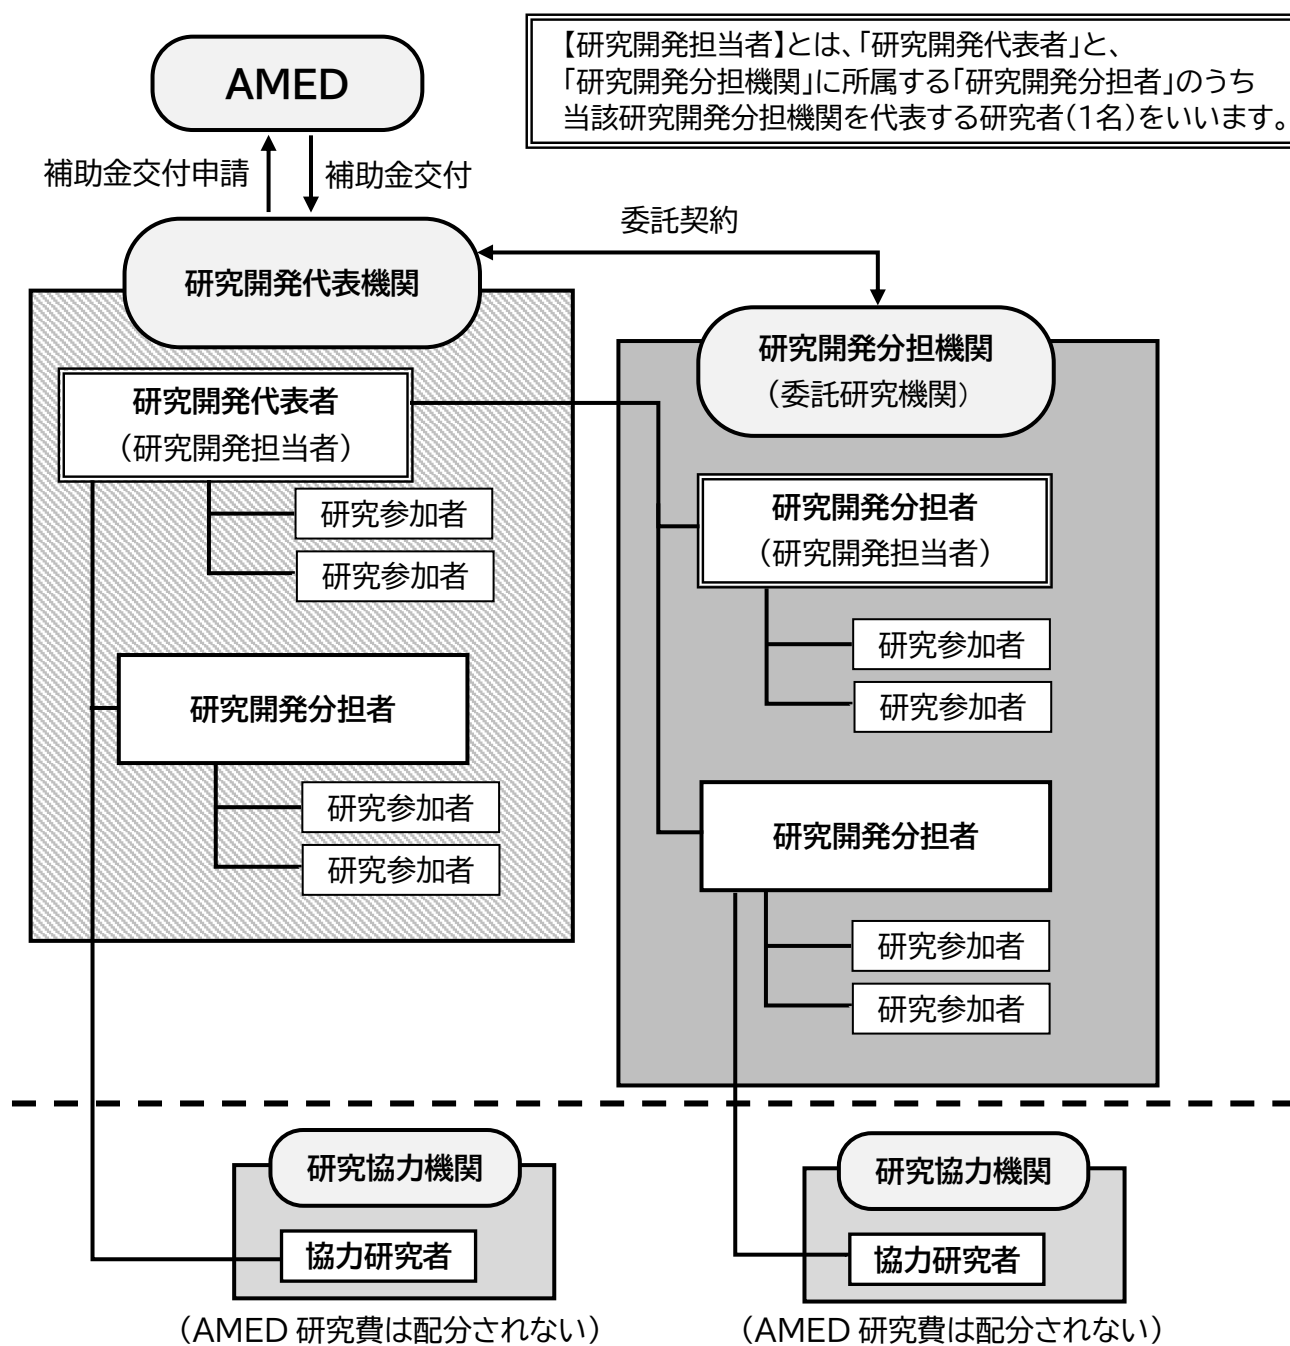 AMED
【研究開発担当者】とは、「研究開発代表者」と、
「研究開発分担機関」に所属する「研究開発分担者」のうち
当該研究開発分担機関を代表する研究者(1名)をいいます。
補助金交付申請
補助金交付
委託契約
研究開発代表機関
研究開発代表者
(研究開発担当者)
研究参加者
研究参加者
研究開発分担者
研究参加者
研究参加者
研究開発分担機関
(委託研究機関)
研究開発分担者
(研究開発担当者)
研究参加者
研究参加者
研究開発分担者
研究参加者
研究参加者
研究協力機関
協力研究者
(AMED 研究費は配分されない)
研究協力機関
協力研究者
(AMED 研究費は配分されない)